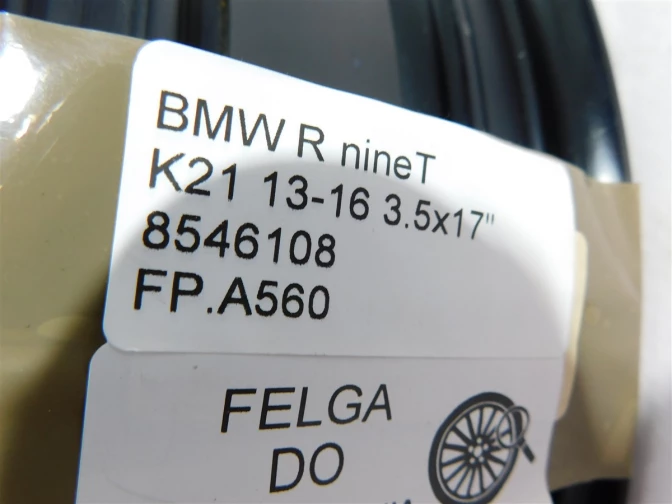 BMW R nineT
K21 13-16 3.5x17"
8546108
FP.A560
FELGA
DO